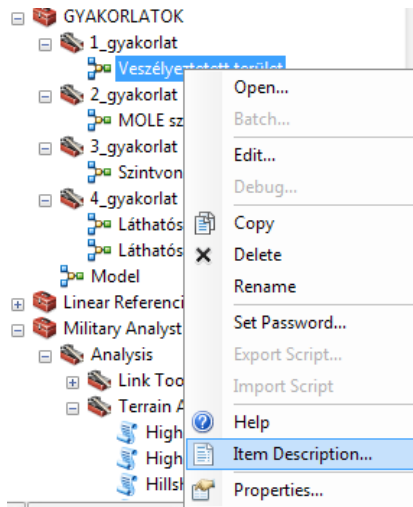 GYAKORLATOK
1_gyakorlat
Veszélyeztetett terület
2_gyakorlat
MOLE sz
3_gyakorlat
Szintvon
4_gyakorlat
Láthatós
Láthatós
Model
Linear Referenci
Military Analyst
Analysis
Link Too
Terrain A
High
High
Hillsh
Open...
Batch...
Edit...
Debug...
Copy
Delete
Rename
Set Password...
Export Script...
Import Script
Help
Item Description...
Properties...